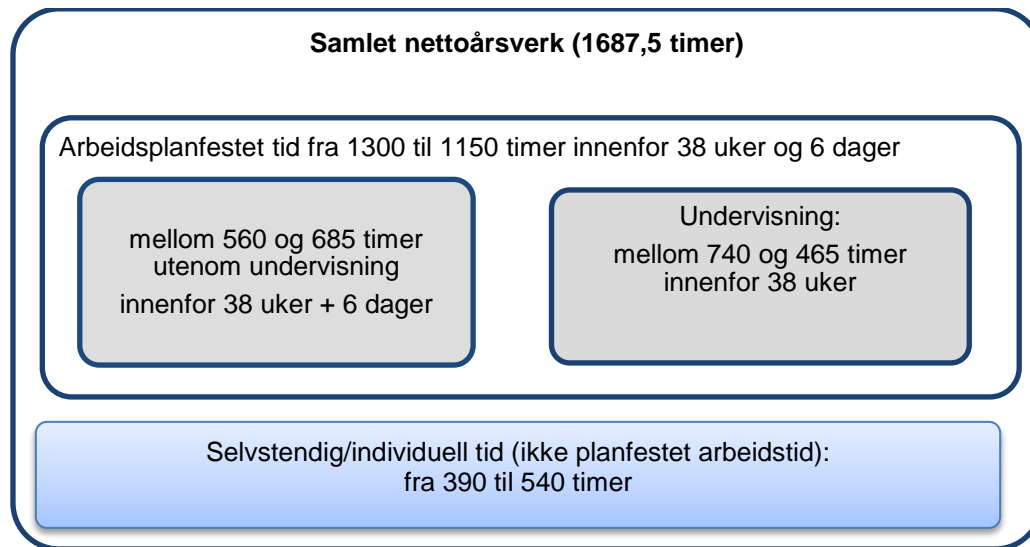 Samlet nettoårsverk (1687,5 timer)
Arbeidsplanfestet tid fra 1300 til 1150 timer innenfor 38 uker og 6 dager
mellom 560 og 685 timer
utenom undervisning
innenfor 38 uker + 6 dager
Undervisning:
mellom 740 og 465 timer
innenfor 38 uker
Selvstendig/individuell tid (ikke planfestet arbeidstid):
fra 390 til 540 timer